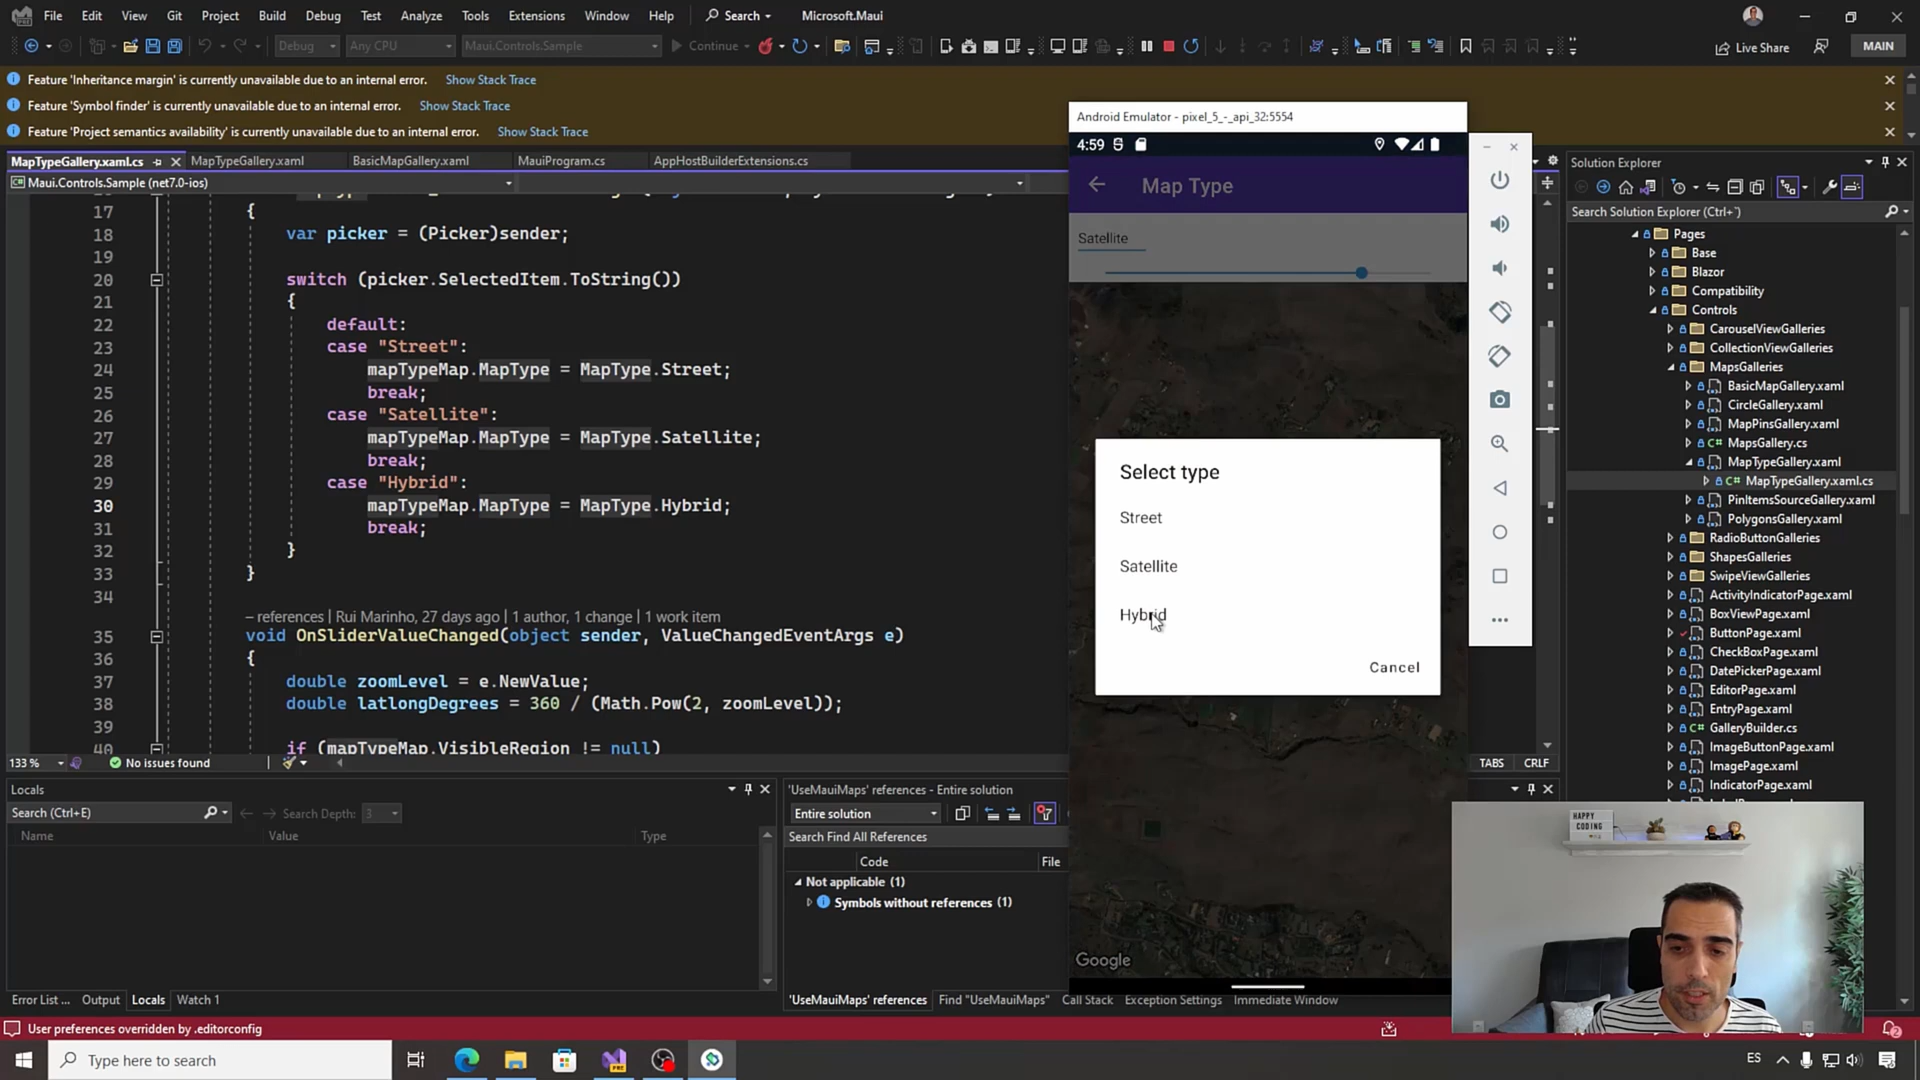 File Edit View Git Project Build Debug Test Analyze Tools Extensions Window Help Search Microsoft.Maui
Debug Any CPU Maui.Controls.Sample Continue Live Share MAIN
Feature 'Inheritance margin' is currently unavailable due to an internal error. Show Stack Trace
Feature 'Symbol finder' is currently unavailable due to an internal error. Show Stack Trace
Feature 'Project semantics availability' is currently unavailable due to an internal error. Show Stack Trace
MapTypeGallery.xaml.cs MapTypeGallery.xaml BasicMapGallery.xaml MauiProgram.cs AppHostBuilderExtensions.cs
Maui.Controls.Sample (net7.0-ios)
17 {
18 var picker = (Picker)sender;
19
20 switch (picker.SelectedItem.ToString())
21 {
22 default:
23 case "Street":
24 mapTypeMap.MapType = MapType.Street;
25 break;
26 case "Satellite":
27 mapTypeMap.MapType = MapType.Satellite;
28 break;
29 case "Hybrid":
30 mapTypeMap.MapType = MapType.Hybrid;
31 break;
32 }
33 }
34
– references | Rui Marinho, 27 days ago | 1 author, 1 change | 1 work item
35 void OnSliderValueChanged(object sender, ValueChangedEventArgs e)
36 {
37 double zoomLevel = e.NewValue;
38 double latlongDegrees = 360 / (Math.Pow(2, zoomLevel));
39
40 if (mapTypeMap.VisibleRegion != null)
133 % No issues found TABS CRLF
Android Emulator - pixel_5_-_api_32:5554
4:59
Map Type
Satellite
Select type
Street
Satellite
Hybrid
Cancel
Google
Solution Explorer
Search Solution Explorer (Ctrl+¨)
Pages
Base
Blazor
Compatibility
Controls
CarouselViewGalleries
CollectionViewGalleries
MapsGalleries
BasicMapGallery.xaml
CircleGallery.xaml
MapPinsGallery.xaml
C# MapsGallery.cs
MapTypeGallery.xaml
C# MapTypeGallery.xaml.cs
PinItemsSourceGallery.xaml
PolygonsGallery.xaml
RadioButtonGalleries
ShapesGalleries
SwipeViewGalleries
ActivityIndicatorPage.xaml
BoxViewPage.xaml
ButtonPage.xaml
CheckBoxPage.xaml
DatePickerPage.xaml
EditorPage.xaml
EntryPage.xaml
C# GalleryBuilder.cs
ImageButtonPage.xaml
ImagePage.xaml
IndicatorPage.xaml
Locals
Search (Ctrl+E) Search Depth: 3
Name Value Type
Error List ... Output Locals Watch 1
'UseMauiMaps' references - Entire solution
Entire solution
Search Find All References
Code File
Not applicable (1)
Symbols without references (1)
'UseMauiMaps' references Find "UseMauiMaps" Call Stack Exception Settings Immediate Window
HAPPY
CODING
User preferences overridden by .editorconfig
Type here to search
ES